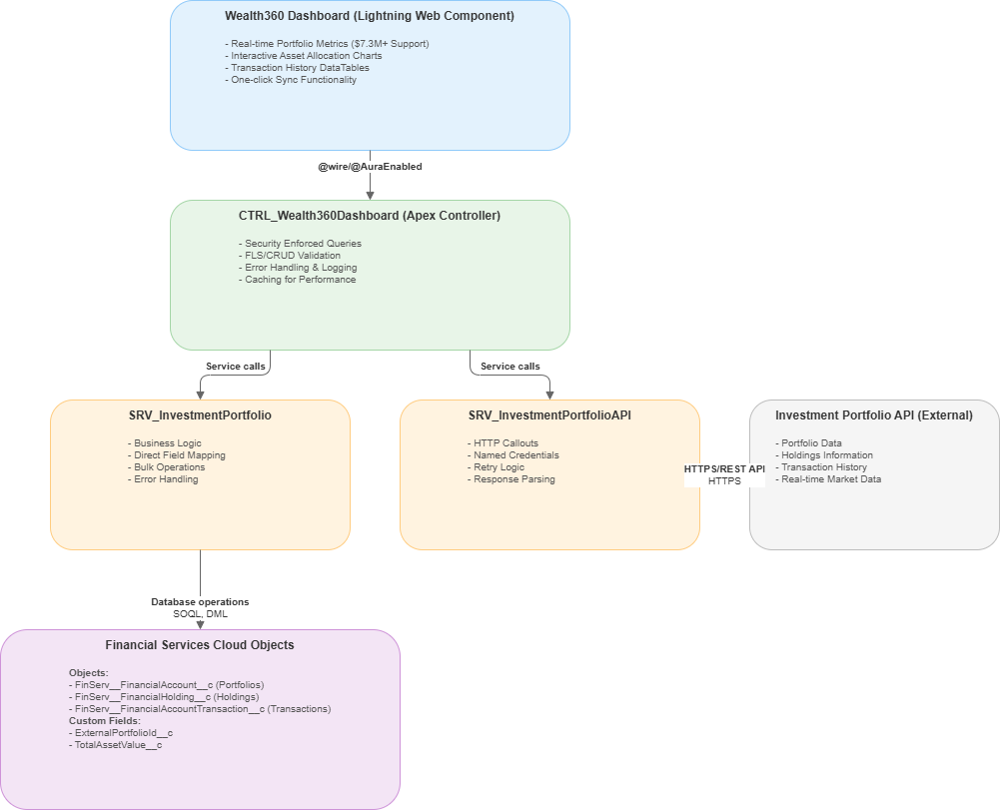 Wealth360 Dashboard (Lightning Web Component)
- Real-time Portfolio Metrics ($7.3M+ Support)
- Interactive Asset Allocation Charts
- Transaction History DataTables
- One-click Sync Functionality
@wire/@AuraEnabled
CTRL_Wealth360Dashboard (Apex Controller)
- Security Enforced Queries
- FLS/CRUD Validation
- Error Handling & Logging
- Caching for Performance
Service calls
Service calls
SRV_InvestmentPortfolio
- Business Logic
- Direct Field Mapping
- Bulk Operations
- Error Handling
SRV_InvestmentPortfolioAPI
- HTTP Callouts
- Named Credentials
- Retry Logic
- Response Parsing
HTTPS/REST API
HTTPS
Investment Portfolio API (External)
- Portfolio Data
- Holdings Information
- Transaction History
- Real-time Market Data
Database operations
SOQL, DML
Financial Services Cloud Objects
Objects:
- FinServ__FinancialAccount__c (Portfolios)
- FinServ__FinancialHolding__c (Holdings)
- FinServ__FinancialAccountTransaction__c (Transactions)
Custom Fields:
- ExternalPortfolioId__c
- TotalAssetValue__c